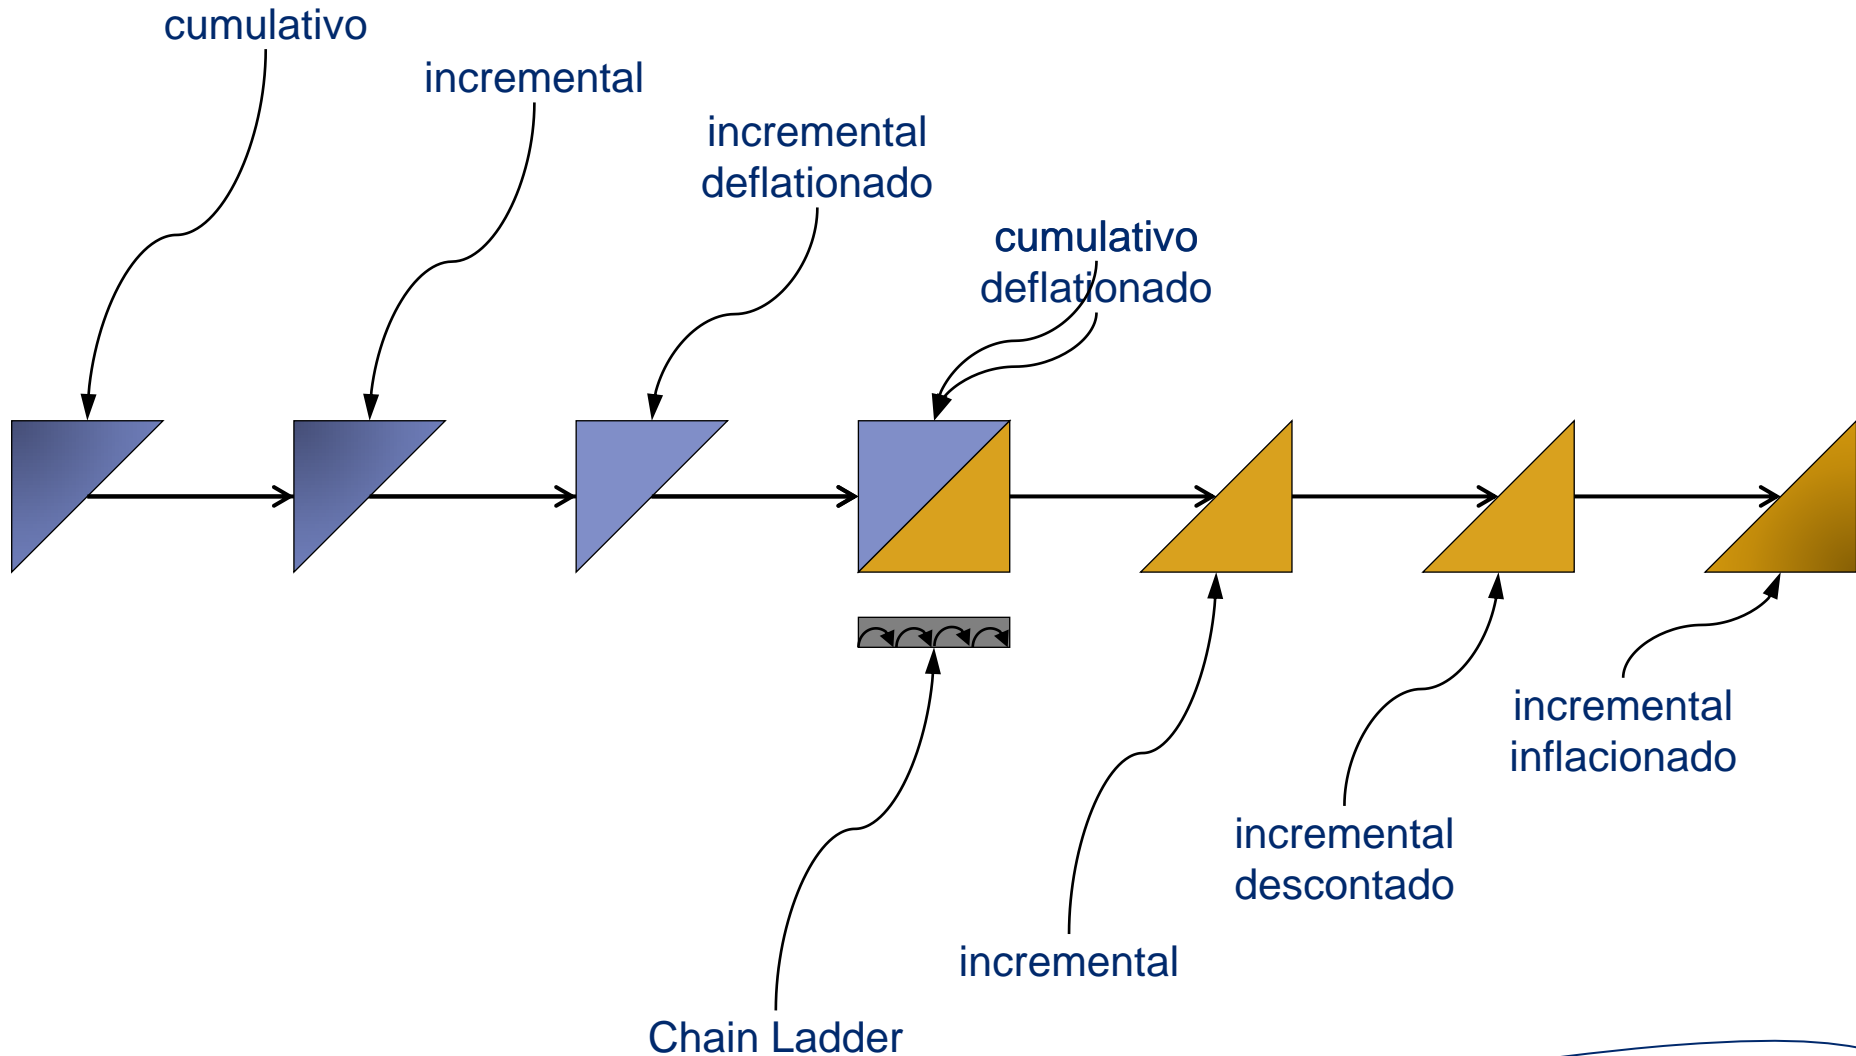 cumulativo
incremental
incremental
deflationado
cumulativo
deflationado
incremental
inflacionado
incremental
descontado
incremental
Chain Ladder